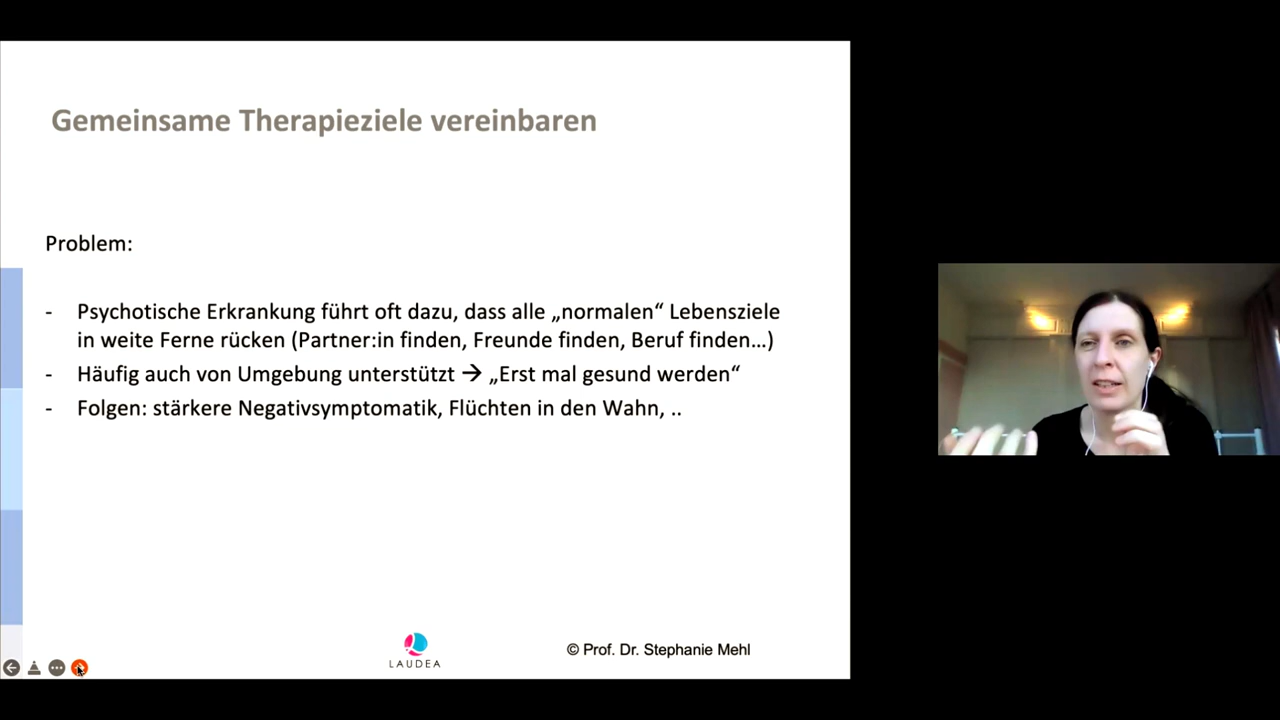 Gemeinsame Therapieziele vereinbaren
Problem:
- Psychotische Erkrankung führt oft dazu, dass alle „normalen“ Lebensziele
in weite Ferne rücken (Partner:in finden, Freunde finden, Beruf finden…)
- Häufig auch von Umgebung unterstützt → „Erst mal gesund werden“
- Folgen: stärkere Negativsymptomatik, Flüchten in den Wahn, ..
LAUDEA
© Prof. Dr. Stephanie Mehl